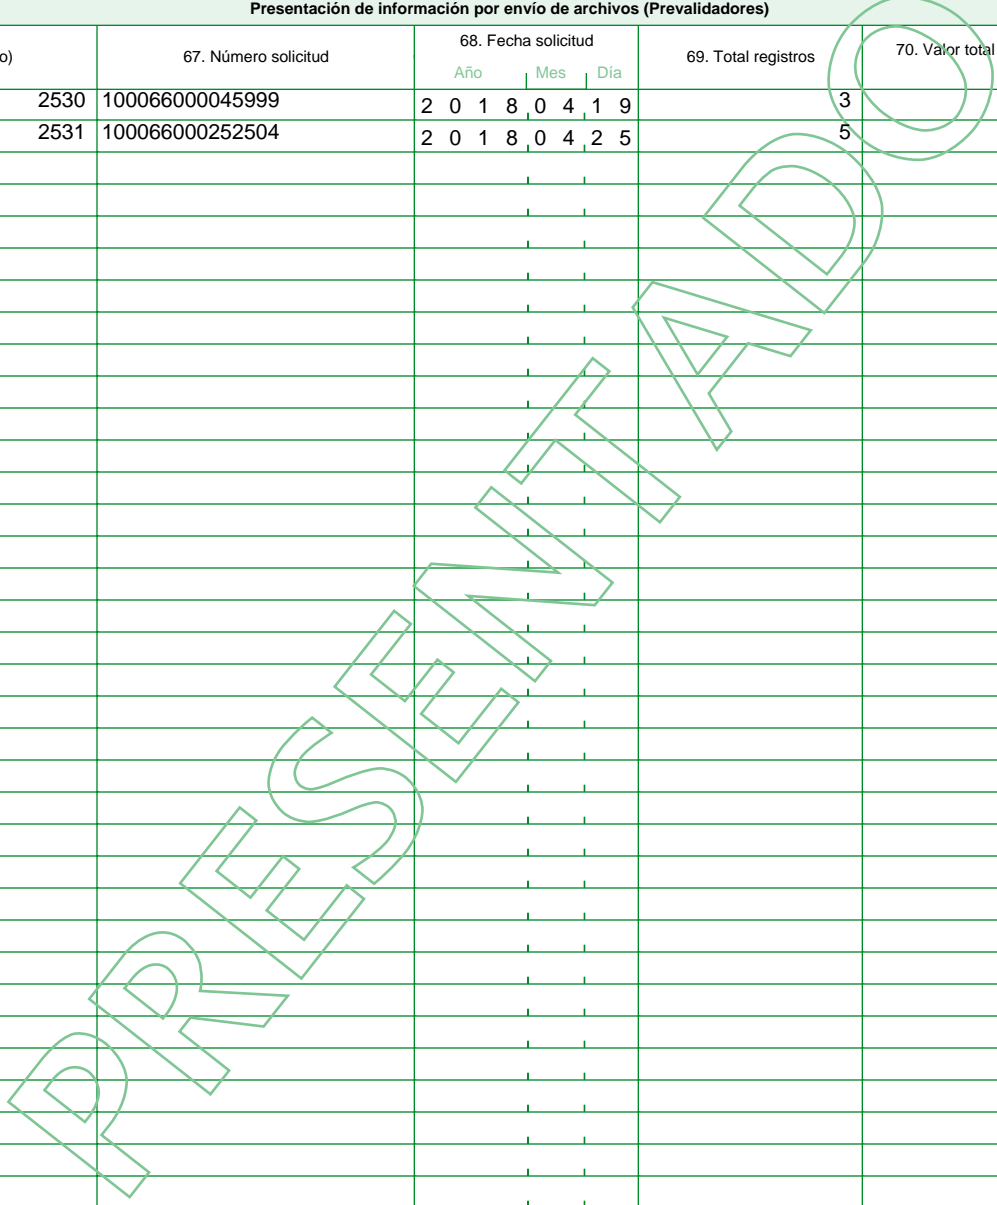 Presentación de información por envío de archivos (Prevalidadores)
o) 67. Número solicitud 68. Fecha solicitud 69. Total registros 70. Valor total
Año Mes Día
2530 100066000045999 2 0 1 8 0 4 1 9 3
2531 100066000252504 2 0 1 8 0 4 2 5 5
PRESENTADO